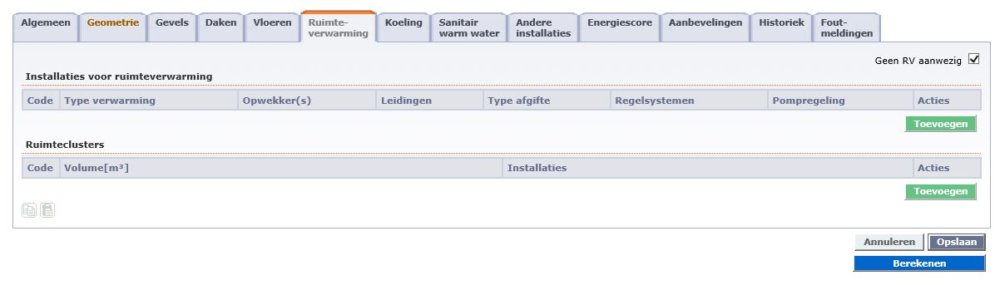 Algemeen Geometrie Gevels Daken Vloeren Ruimte- Koeling Sanitair Andere Energiescore Aanbevelingen Historiek Fout-
verwarming warm water installaties meldingen
Geen RV aanwezig
Installaties voor ruimteverwarming
Code Type verwarming Opwekker(s) Leidingen Type afgifte Regelsystemen Pompregeling Acties
Toevoegen
Ruimteclusters
Code Volume[m³] Installaties Acties
Toevoegen
Annuleren Opslaan
Berekenen